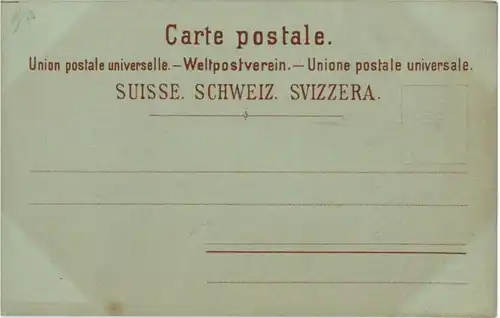 Carte postale.
Union postale universelle.—Weltpostverein.—Unione postale universale.
SUISSE. SCHWEIZ. SVIZZERA.